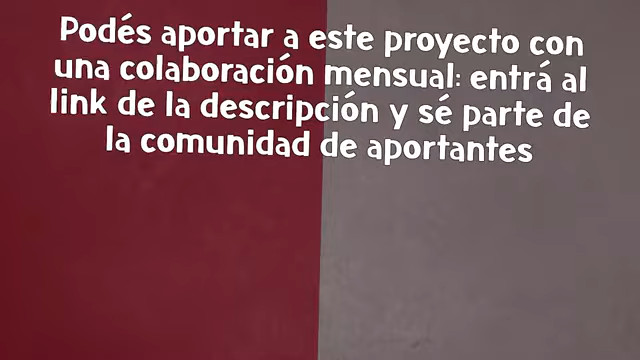 Podés aportar a este proyecto con
una colaboración mensual: entrá al
link de la descripción y sé parte de
la comunidad de aportantes